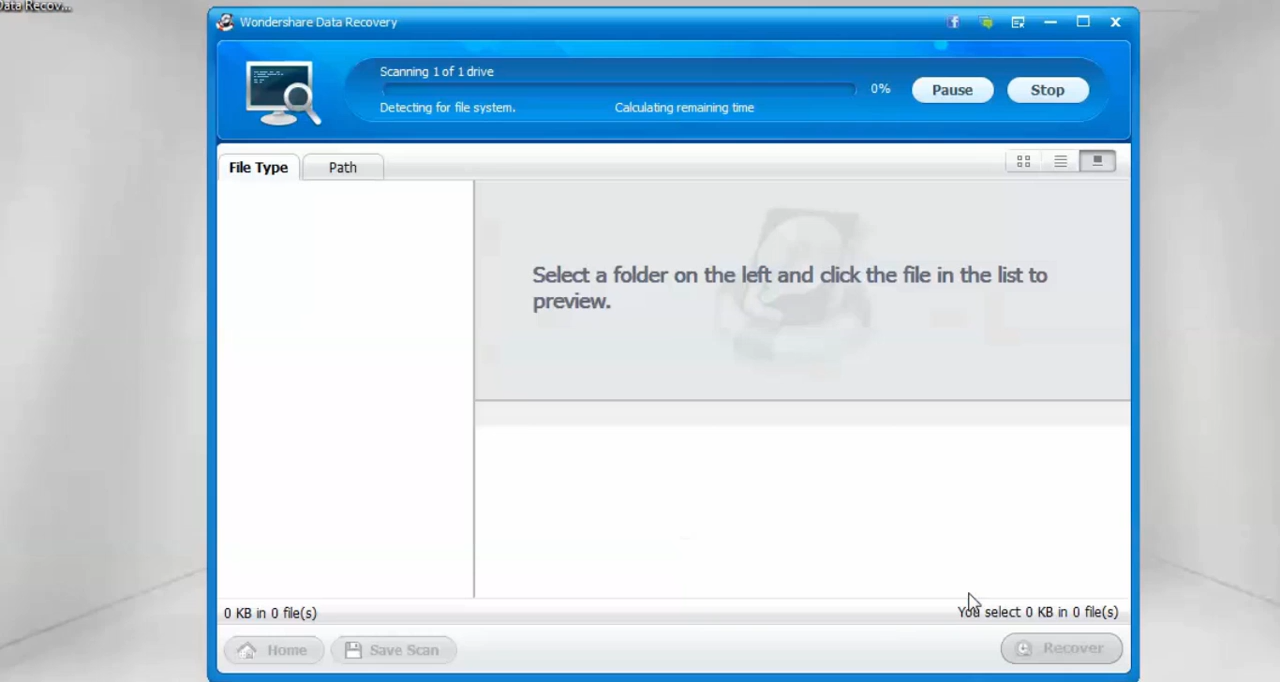 Data Recov...
Wondershare Data Recovery
Scanning 1 of 1 drive
0%
Pause
Stop
Detecting for file system.
Calculating remaining time
File Type
Path
Select a folder on the left and click the file in the list to
preview.
0 KB in 0 file(s)
You select 0 KB in 0 file(s)
Home
Save Scan
Recover